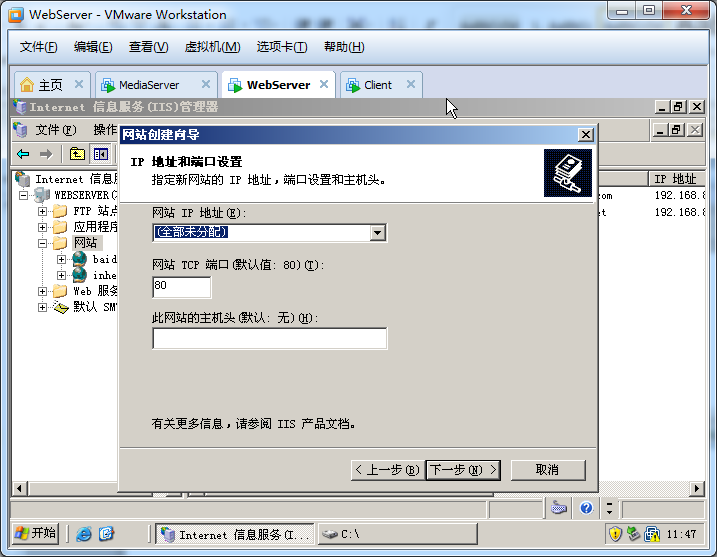 WebServer - VMware Workstation
文件(F) 编辑(E) 查看(V) 虚拟机(M) 选项卡(T) 帮助(H)
主页 MediaServer WebServer Client
Internet 信息服务(IIS)管理器
文件(F) 操作
网站创建向导
IP 地址和端口设置
指定新网站的 IP 地址,端口设置和主机头。
Internet 信息服
IP 地址
WEBSERVER(
com 192.168.8
FTP 站点
et 192.168.8
应用程序
网站
baid
inhe
Web 服务
默认 SM
网站 IP 地址(E):
(全部未分配)
网站 TCP 端口(默认值: 80)(T):
80
此网站的主机头(默认: 无)(H):
有关更多信息,请参阅 IIS 产品文档。
< 上一步(B) 下一步(N) > 取消
开始 Internet 信息服务(I... C:\ 11:47